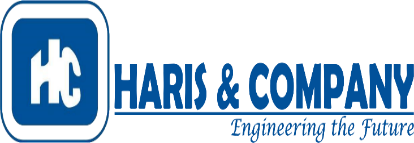 HC
HARIS & COMPANY
Engineering the Future